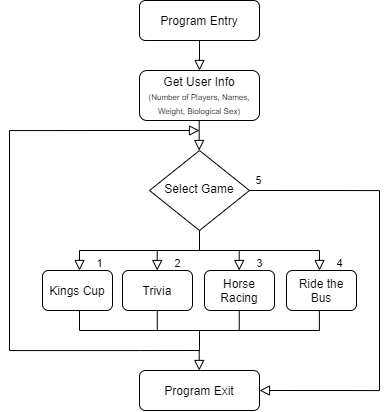 Program Entry
Get User Info
(Number of Players, Names,
Weight, Biological Sex)
Select Game
5
1
2
3
4
Kings Cup
Trivia
Horse
Racing
Ride the
Bus
Program Exit